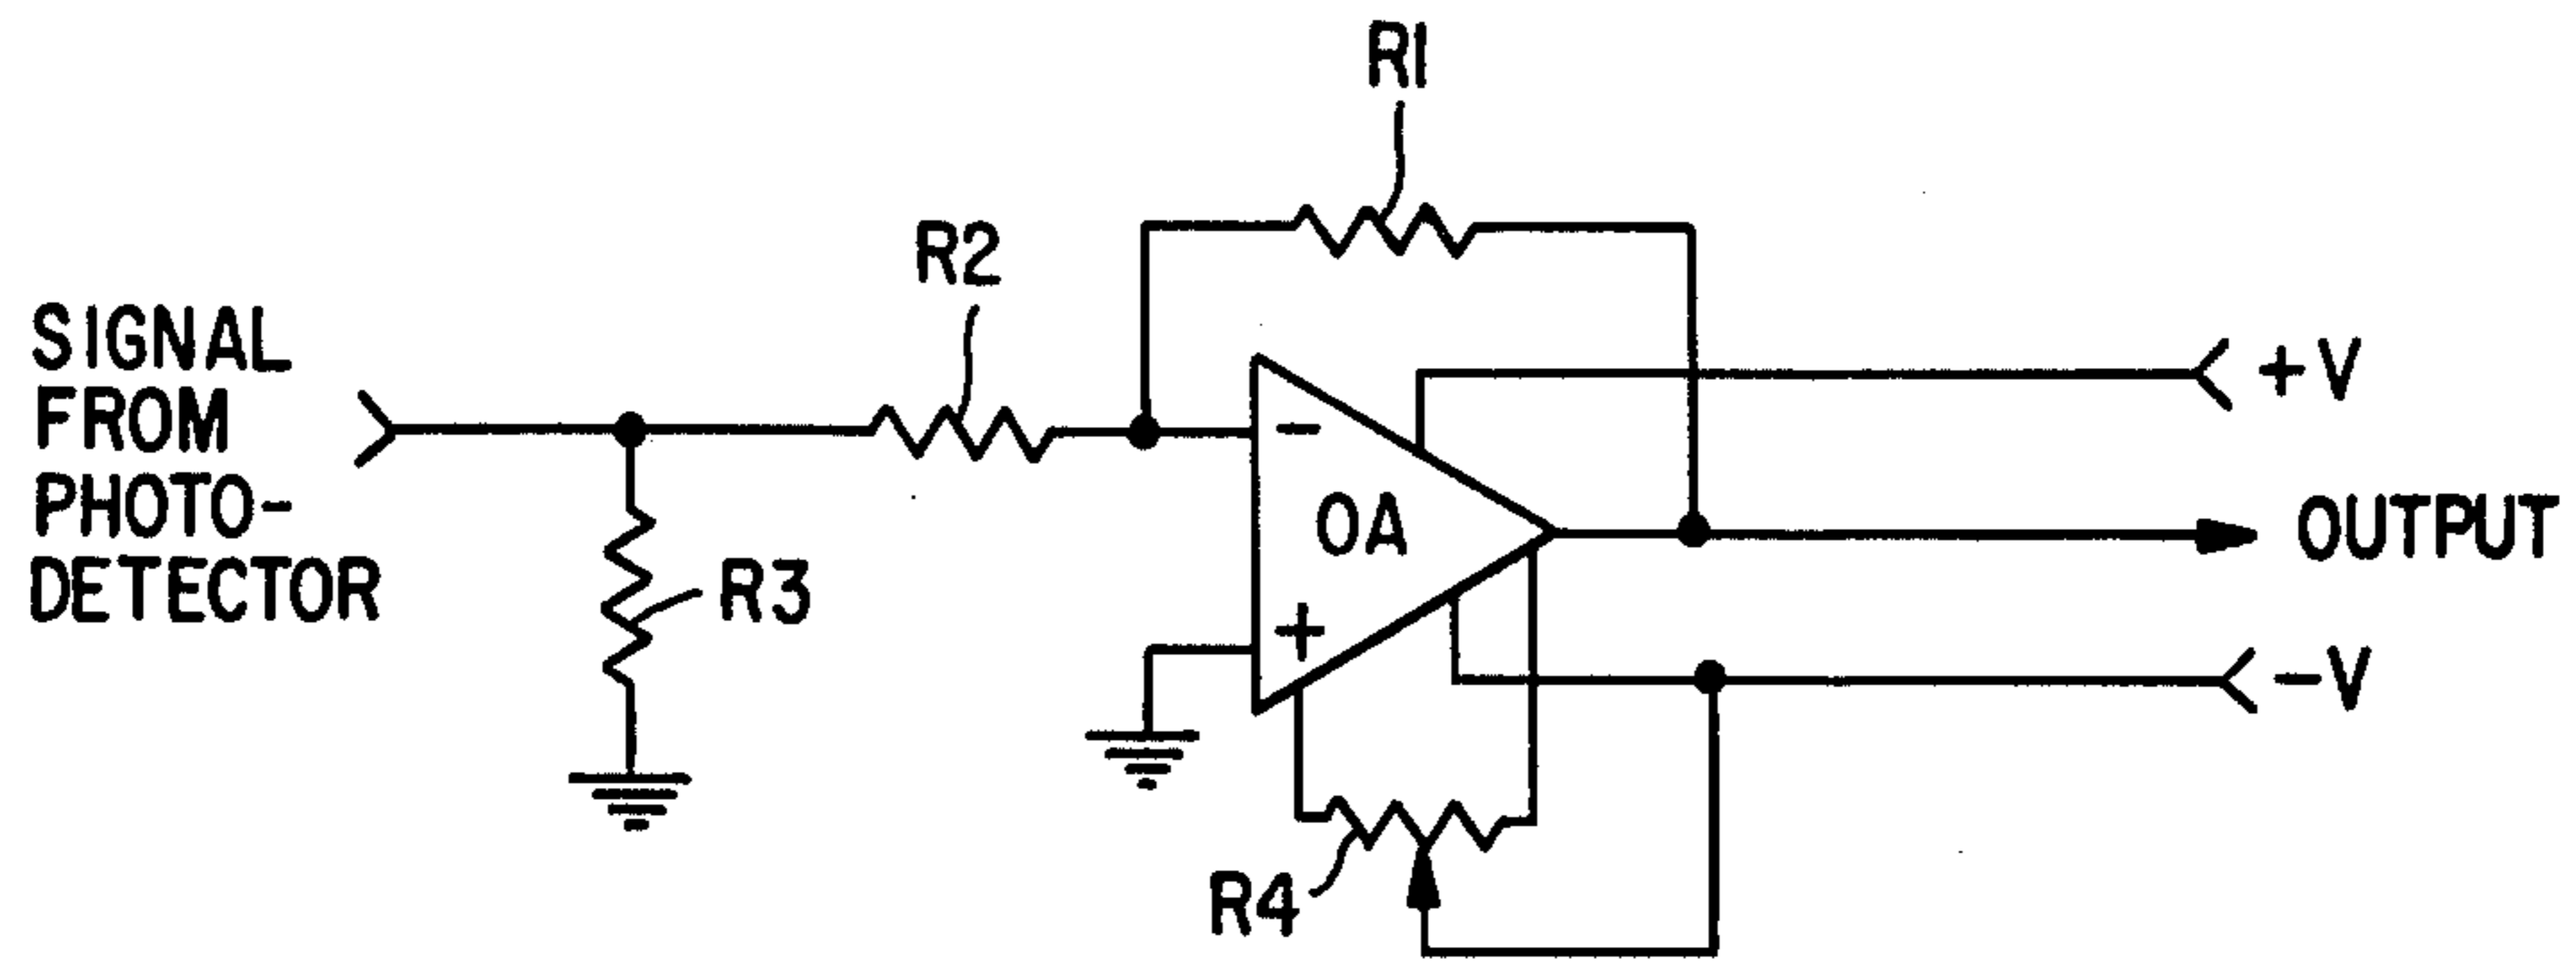 R1
R2
SIGNAL
FROM
PHOTO-
DETECTOR
+V
-
OA
OUTPUT
R3
+
-V
R4